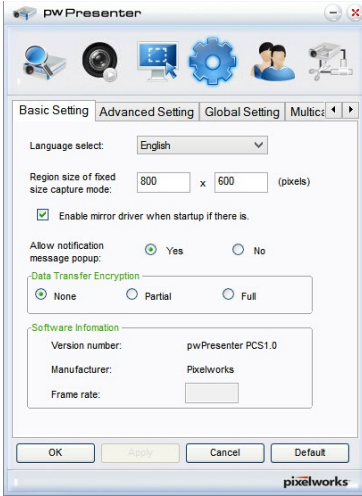 pwPresenter
Basic Setting Advanced Setting Global Setting Multica
Language select: English
Region size of fixed
size capture mode: 800 x 600 (pixels)
Enable mirror driver when startup if there is.
Allow notification
message popup: Yes No
Data Transfer Encryption
None Partial Full
Software Infomation
Version number: pwPresenter PCS1.0
Manufacturer: Pixelworks
Frame rate:
OK Apply Cancel Default
pixelworks